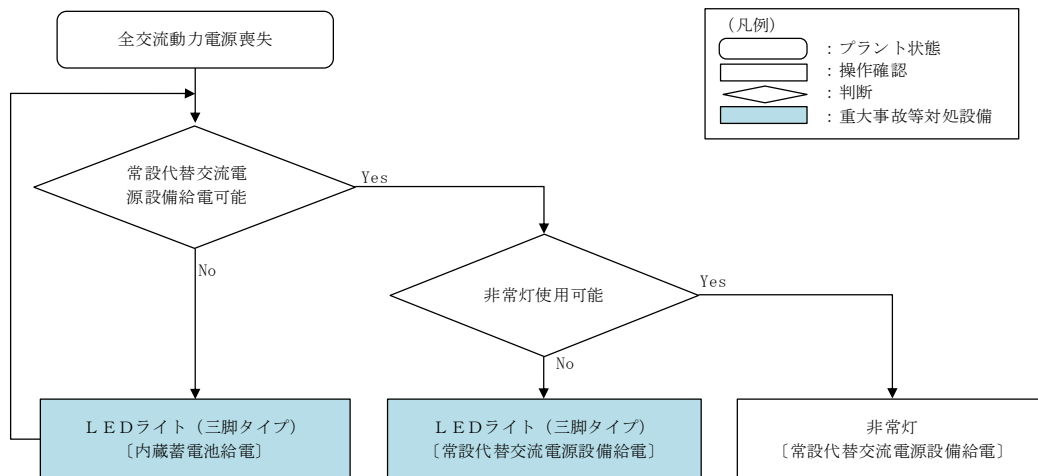 全交流動力電源喪失
（凡例）
：プラント状態
：操作確認
：判断
：重大事故等対処設備
常設代替交流電
源設備給電可能
Yes
No
非常灯使用可能
Yes
No
ＬＥＤライト（三脚タイプ）
〔内蔵蓄電池給電〕
ＬＥＤライト（三脚タイプ）
〔常設代替交流電源設備給電〕
非常灯
〔常設代替交流電源設備給電〕